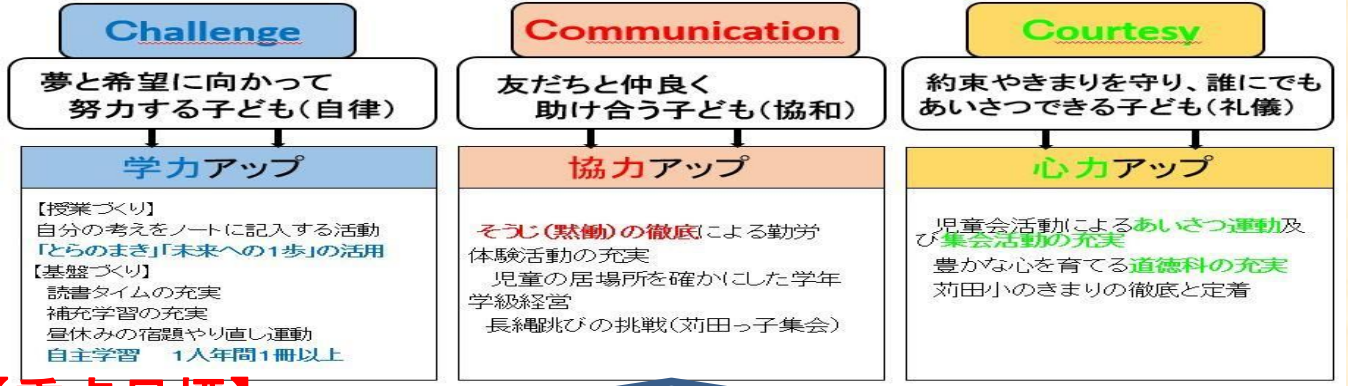 Challenge
夢と希望に向かって
努力する子ども(自律)
学力アップ
【授業づくり】
自分の考えをノートに記入する活動
「とらのまき」「未来への1歩」の活用
【基盤づくり】
読書タイムの充実
補充学習の充実
昼休みの宿題やり直し運動
自主学習 1人年間1冊以上
Communication
友だちと仲良く
助け合う子ども(協和)
協力アップ
そうじ(黙働)の徹底による勤労
体験活動の充実
児童の居場所を確かにした学年
学級経営
長縄跳びの挑戦(苅田っ子集会)
Courtesy
約束やきまりを守り、誰にでも
あいさつできる子ども(礼儀)
心力アップ
児童会活動によるあいさつ運動及
び集会活動の充実
豊かな心を育てる道徳科の充実
苅田小のきまりの徹底と定着